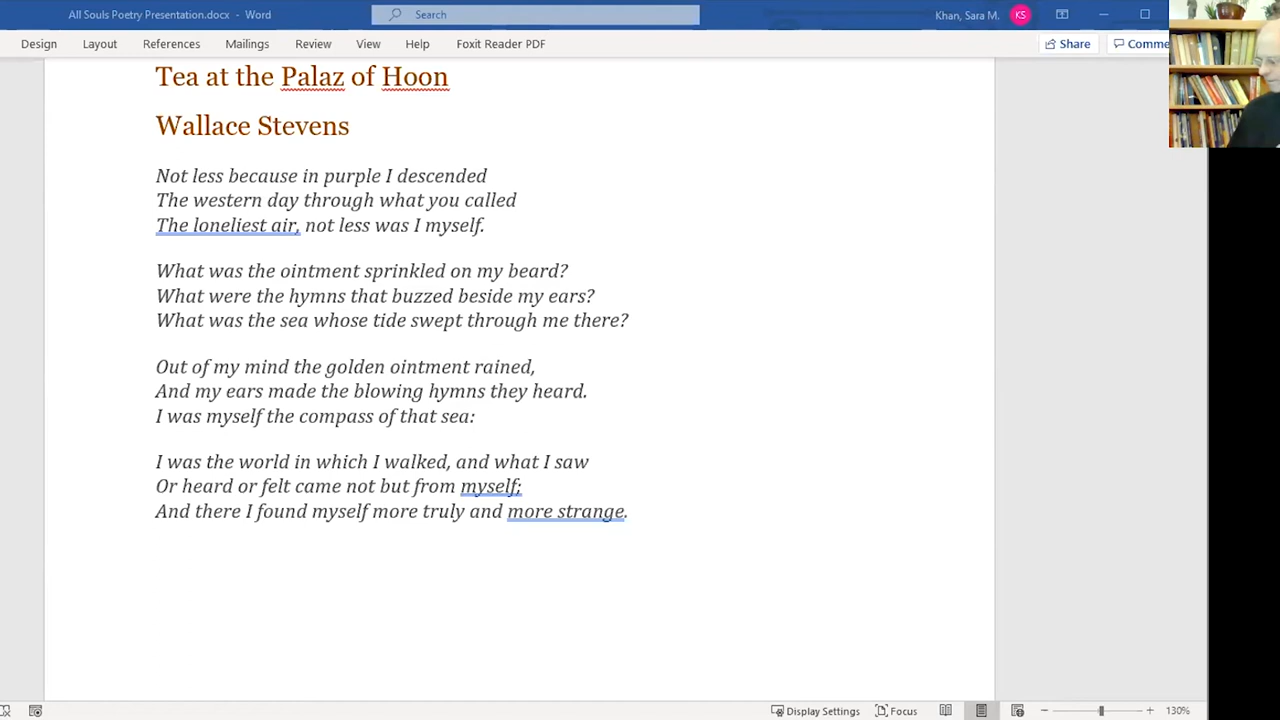 All Souls Poetry Presentation.docx - Word
Search
Khan, Sara M.
KS
Design Layout References Mailings Review View Help Foxit Reader PDF
Share
Comme
Tea at the Palaz of Hoon
Wallace Stevens
Not less because in purple I descended
The western day through what you called
The loneliest air, not less was I myself.
What was the ointment sprinkled on my beard?
What were the hymns that buzzed beside my ears?
What was the sea whose tide swept through me there?
Out of my mind the golden ointment rained,
And my ears made the blowing hymns they heard.
I was myself the compass of that sea:
I was the world in which I walked, and what I saw
Or heard or felt came not but from myself;
And there I found myself more truly and more strange.
Display Settings Focus 130%